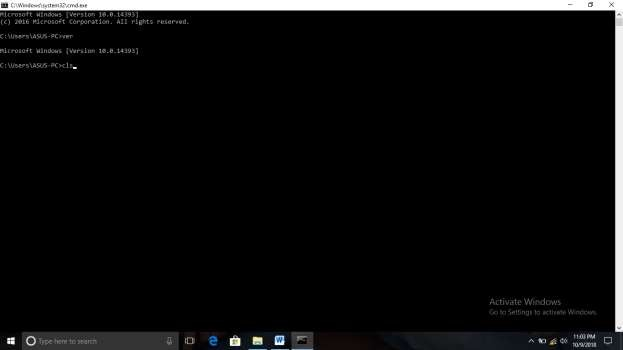 C:\Windows\system32\cmd.exe
Microsoft Windows [Version 10.0.14393]
(c) 2016 Microsoft Corporation. All rights reserved.
C:\Users\ASUS-PC>ver
Microsoft Windows [Version 10.0.14393]
C:\Users\ASUS-PC>cls
Activate Windows
Go to Settings to activate Windows.
Type here to search
11:03 PM
10/9/2018